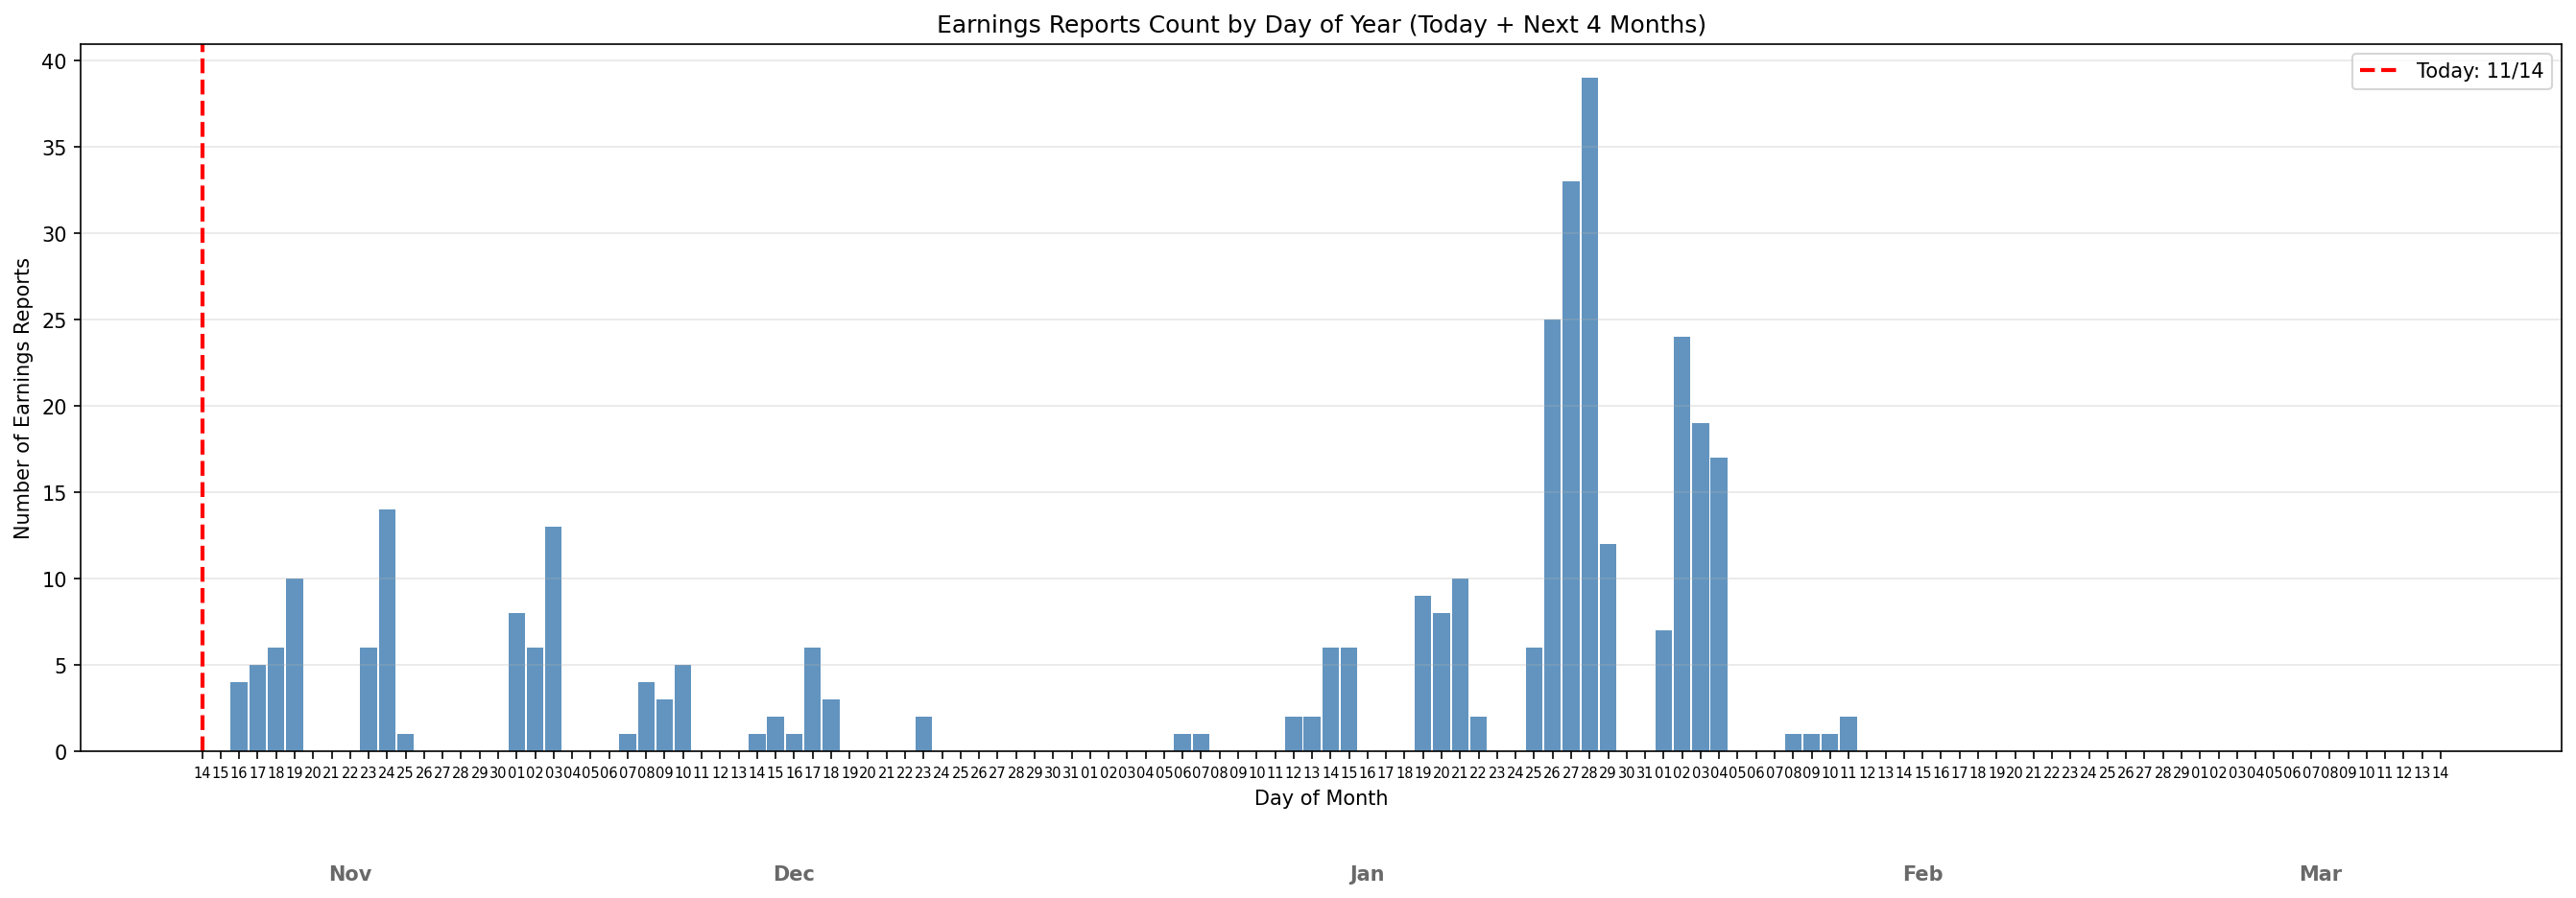 Earnings Reports Count by Day of Year (Today + Next 4 Months)
Today: 11/14
Number of Earnings Reports
40
35
30
25
20
15
10
5
0
14 15 16 17 18 19 20 21 22 23 24 25 26 27 28 29 30 01 02 03 04 05 06 07 08 09 10 11 12 13 14 15 16 17 18 19 20 21 22 23 24 25 26 27 28 29 30 31 01 02 03 04 05 06 07 08 09 10 11 12 13 14 15 16 17 18 19 20 21 22 23 24 25 26 27 28 29 30 31 01 02 03 04 05 06 07 08 09 10 11 12 13 14 15 16 17 18 19 20 21 22 23 24 25 26 27 28 29 01 02 03 04 05 06 07 08 09 10 11 12 13 14
Day of Month
Nov Dec Jan Feb Mar